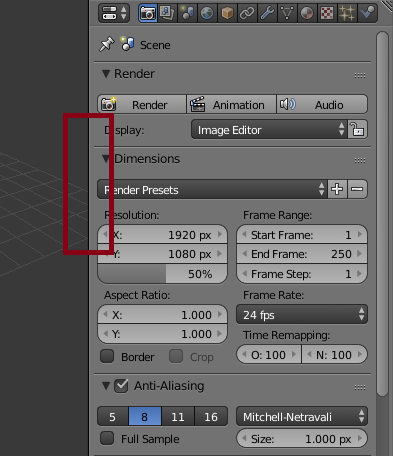 Scene
Render
Render Animation Audio
Display: Image Editor
Dimensions
Render Presets
Resolution: Frame Range:
X: 1920 px Start Frame: 1
Y: 1080 px End Frame: 250
50% Frame Step: 1
Aspect Ratio: Frame Rate:
X: 1.000 24 fps
Y: 1.000 Time Remapping:
Border Crop O: 100 N: 100
Anti-Aliasing
5 8 11 16 Mitchell-Netravali
Full Sample Size: 1.000 px